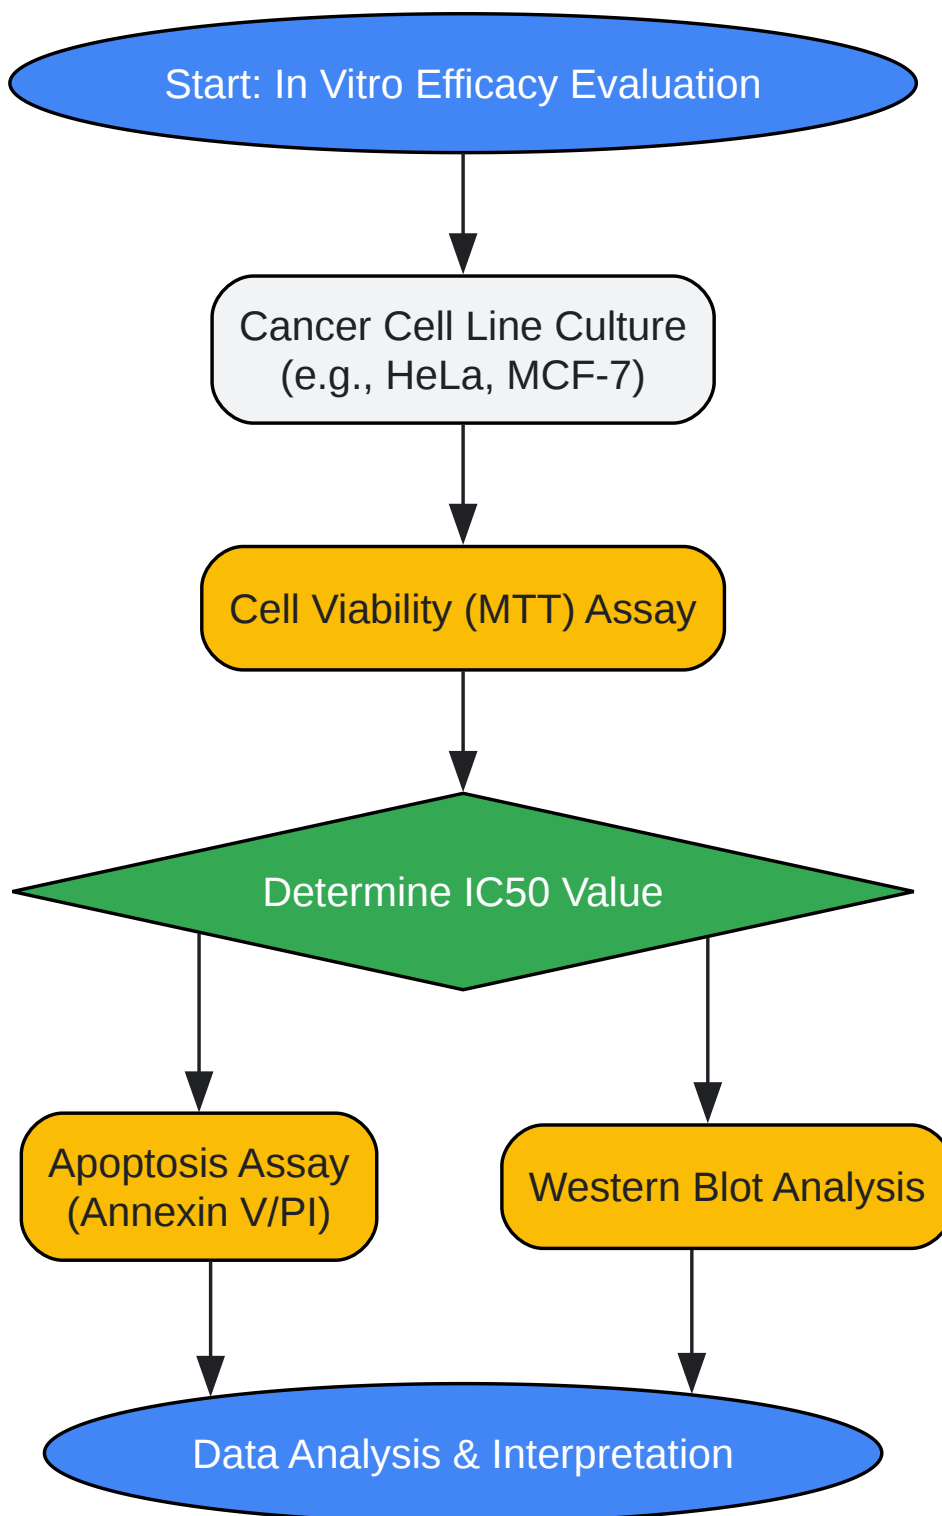 Start: In Vitro Efficacy Evaluation
Cancer Cell Line Culture
(e.g., HeLa, MCF-7)
Cell Viability (MTT) Assay
Determine IC50 Value
Apoptosis Assay
(Annexin V/PI)
Western Blot Analysis
Data Analysis & Interpretation